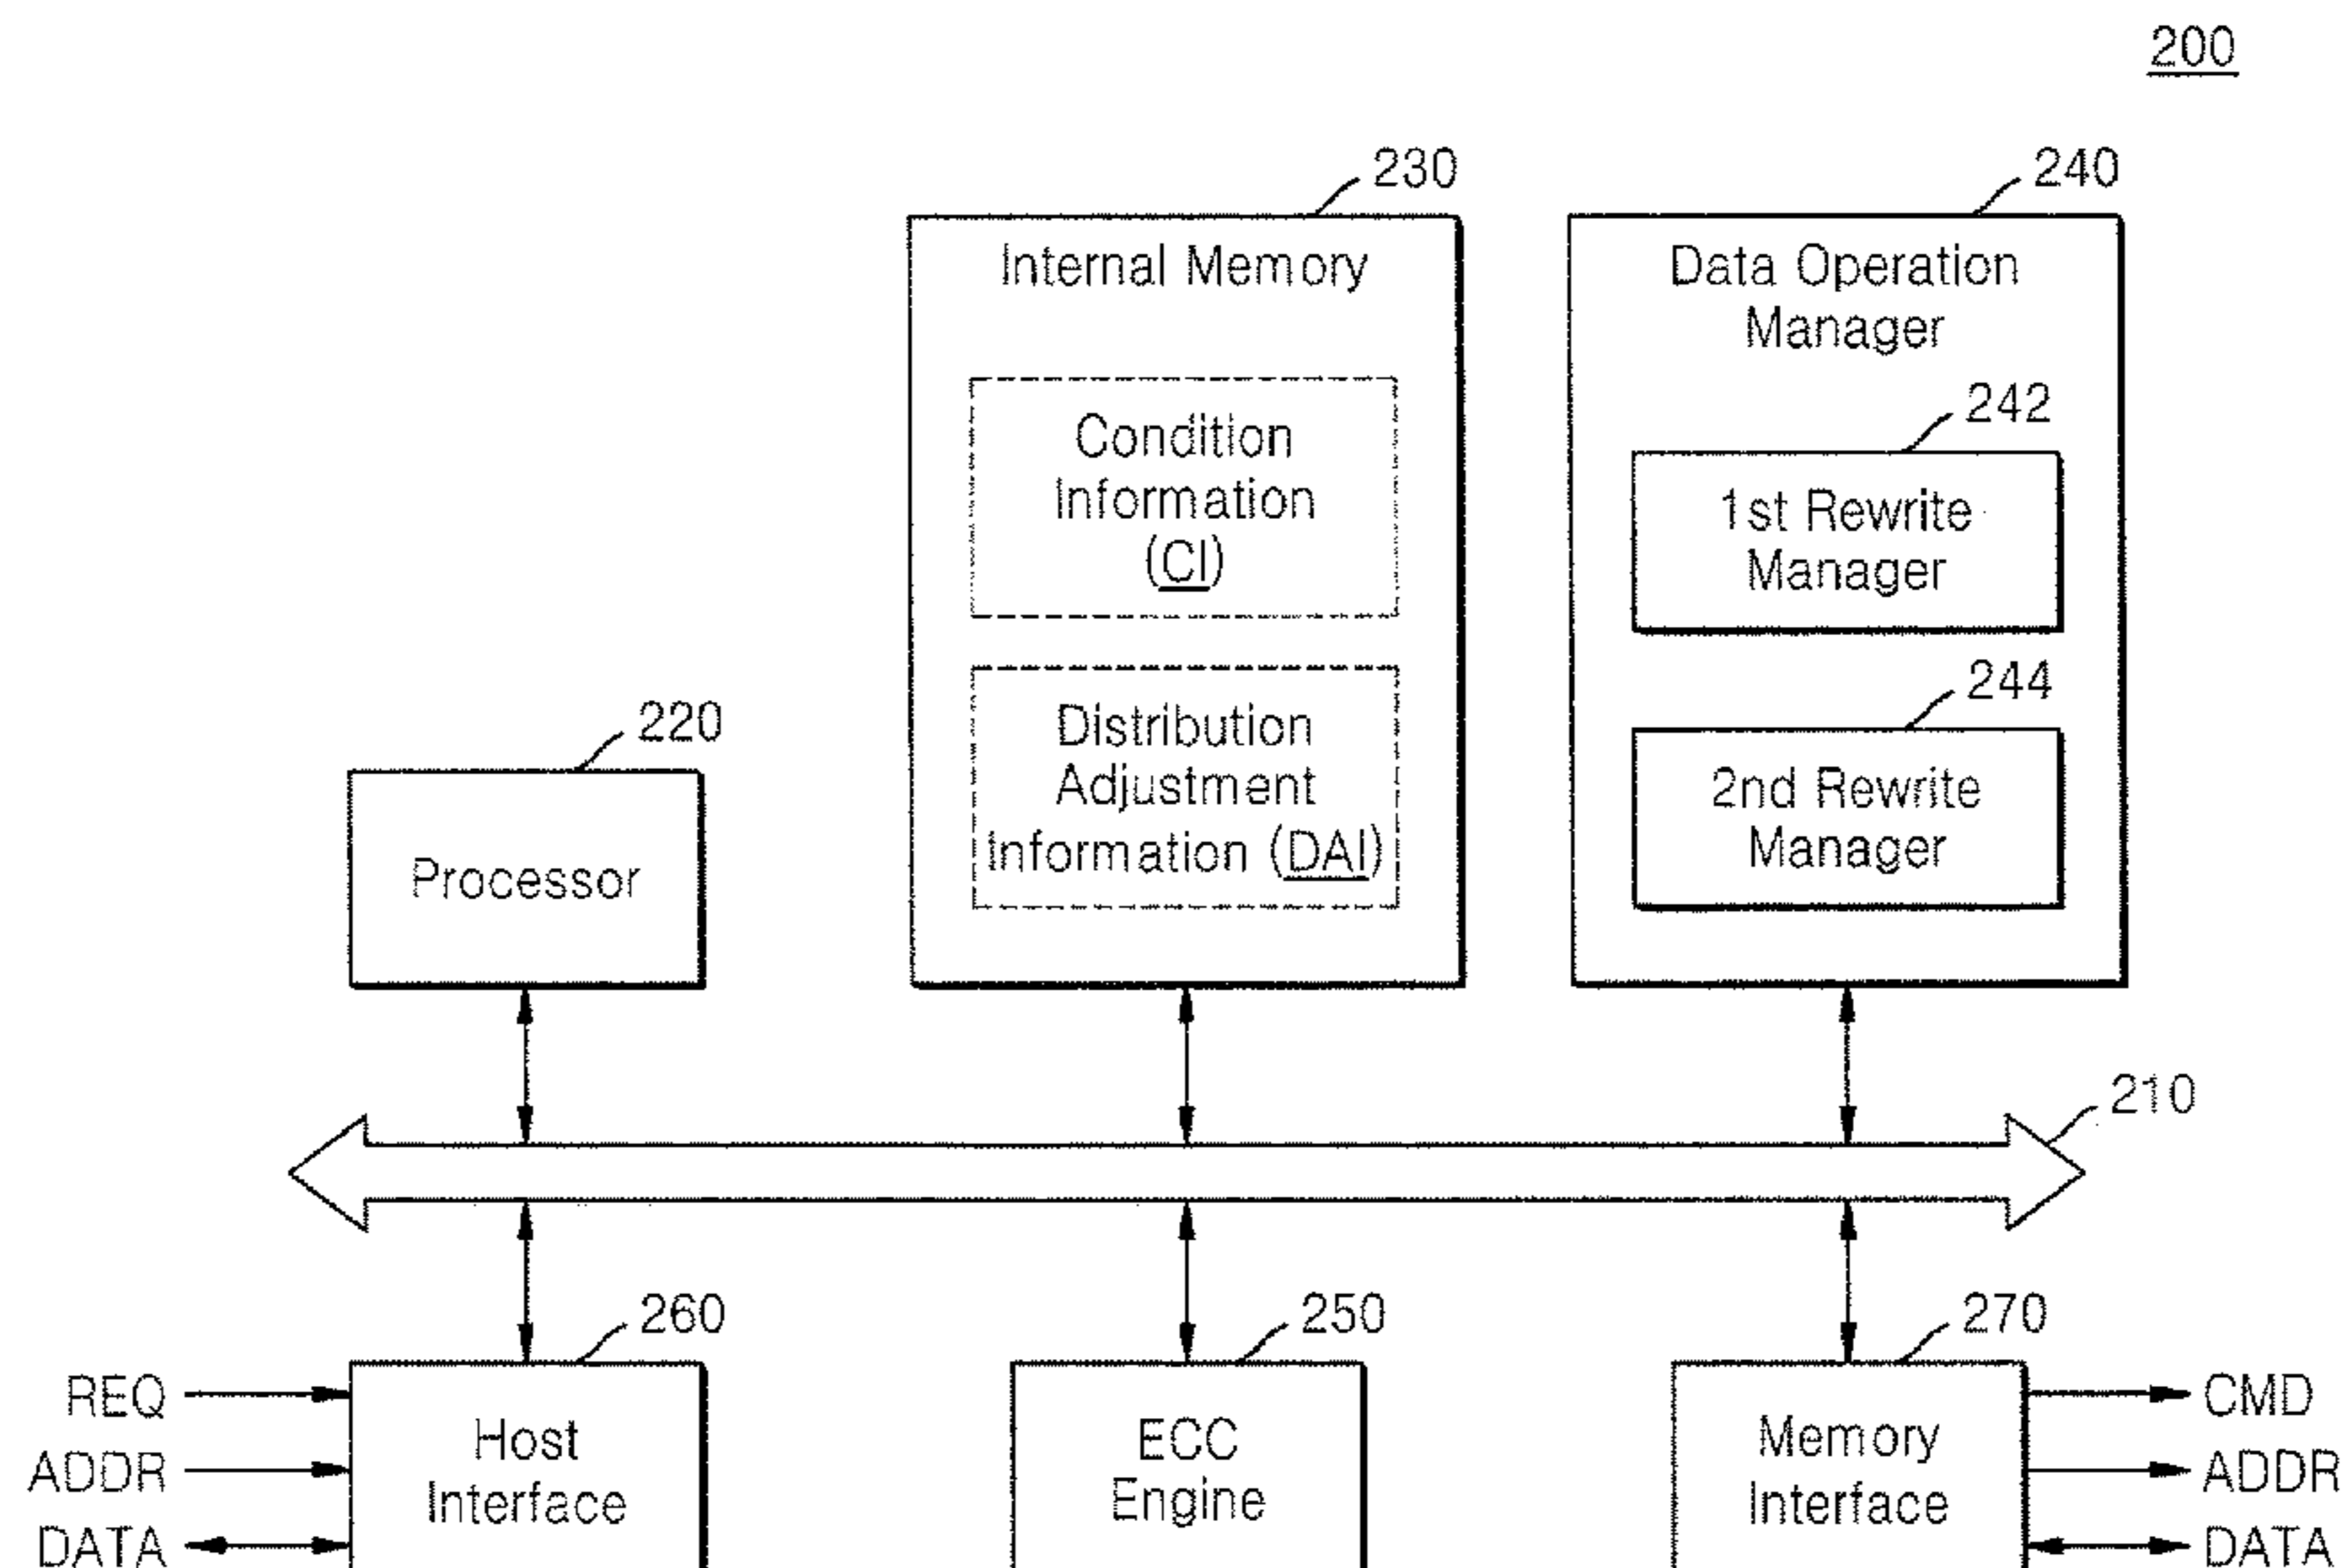 200
230
Internal Memory
Condition
Information
(CI)
Distribution
Adjustment
Information (DAI)
240
Data Operation
Manager
242
1st Rewrite
Manager
244
2nd Rewrite
Manager
220
Processor
210
260
Host
Interface
REQ
ADDR
DATA
250
ECC
Engine
270
Memory
Interface
CMD
ADDR
DATA